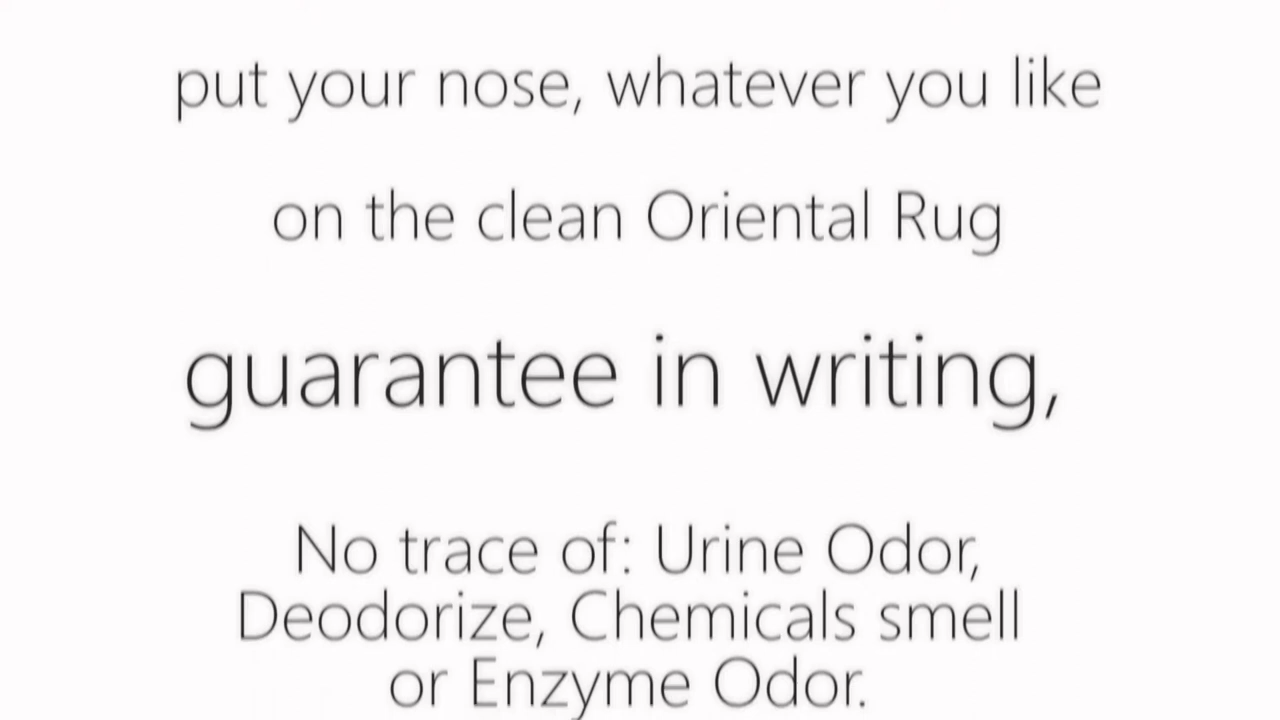 put your nose, whatever you like
on the clean Oriental Rug
guarantee in writing,
No trace of: Urine Odor,
Deodorize, Chemicals smell
or Enzyme Odor.